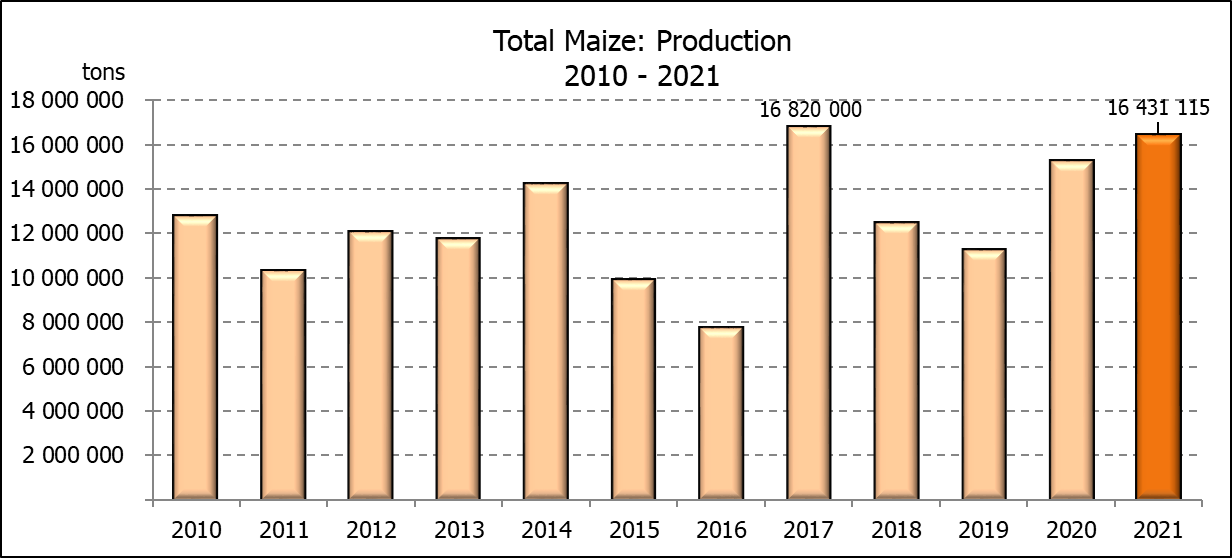 Total Maize: Production
2010 - 2021
tons
18 000 000
16 820 000
16 431 115
16 000 000
14 000 000
12 000 000
10 000 000
8 000 000
6 000 000
4 000 000
2 000 000
2010 2011 2012 2013 2014 2015 2016 2017 2018 2019 2020 2021